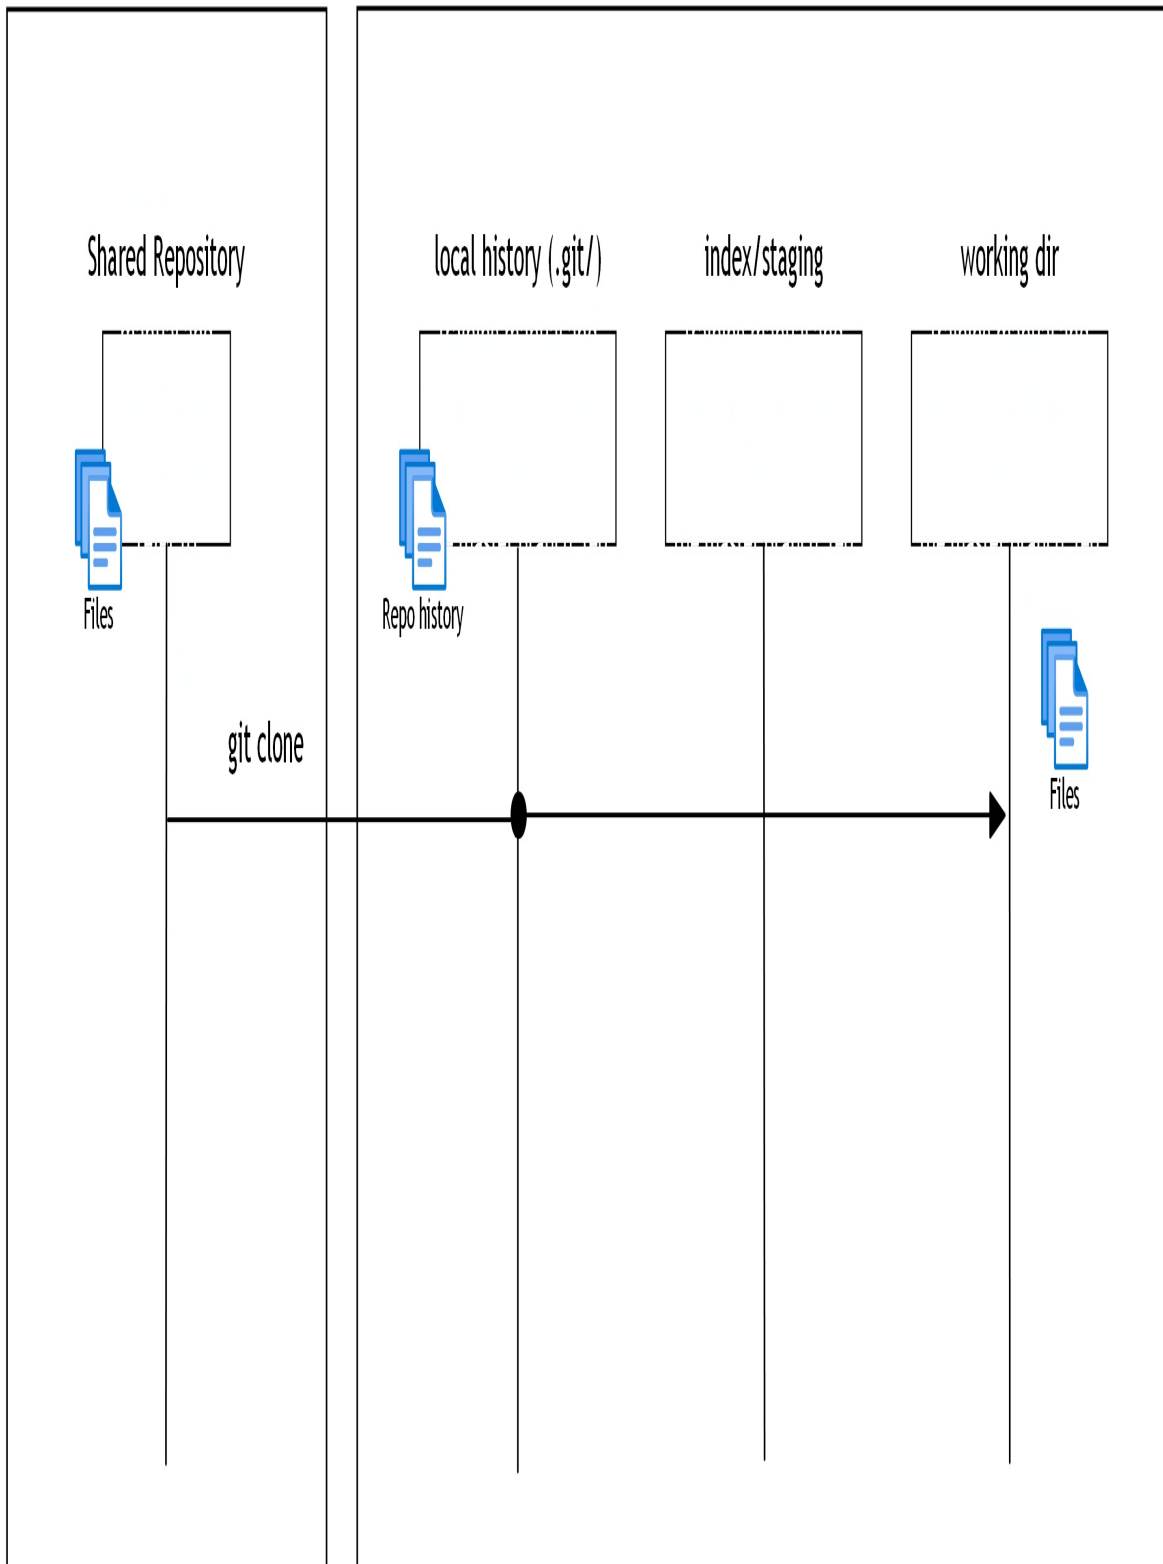 Shared Repository
local history (.git/)
index/staging
working dir
Files
Repo history
Files
git clone